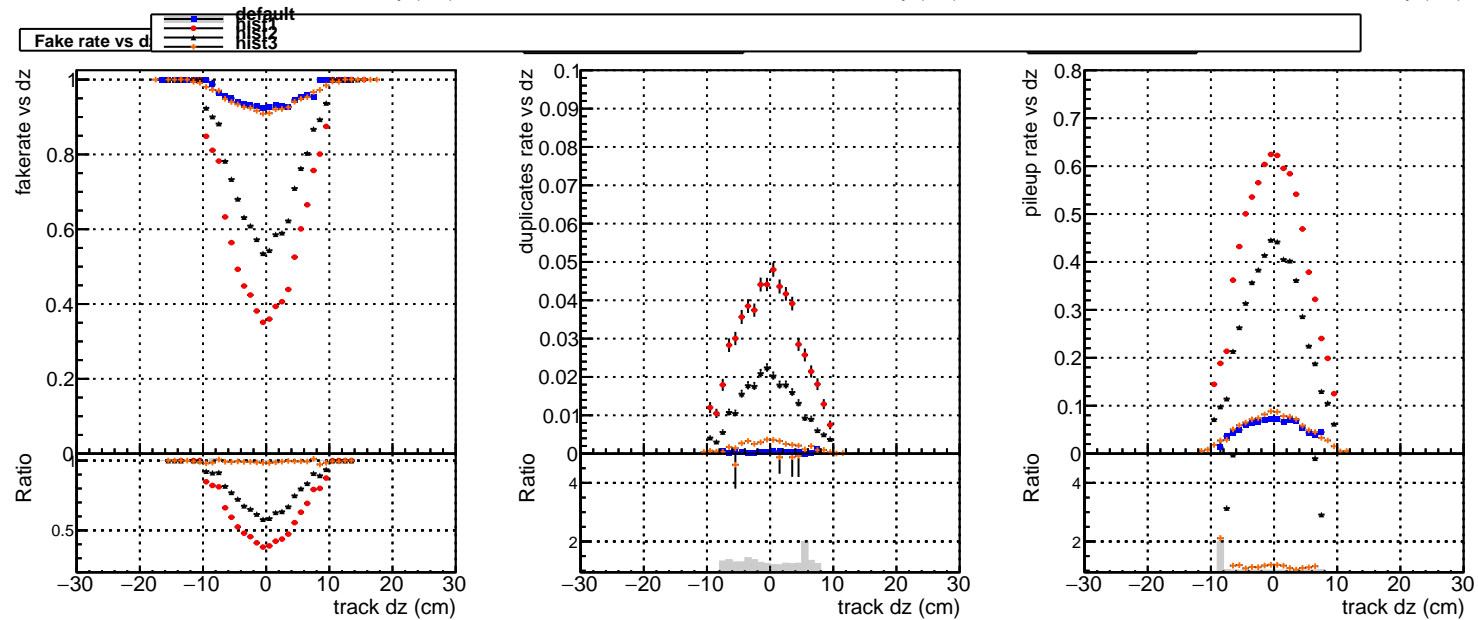 default
hist1
hist2
hist3
Fake rate vs dz
fakerate vs dz
1
0.8
0.6
0.4
0.2
0
Ratio
1
0.5
−30 −20 −10 0 10 20 30
track dz (cm)
duplicates rate vs dz
0.1
0.09
0.08
0.07
0.06
0.05
0.04
0.03
0.02
0.01
0
Ratio
4
2
−30 −20 −10 0 10 20 30
track dz (cm)
pileup rate vs dz
0.8
0.7
0.6
0.5
0.4
0.3
0.2
0.1
0
Ratio
4
2
−30 −20 −10 0 10 20 30
track dz (cm)